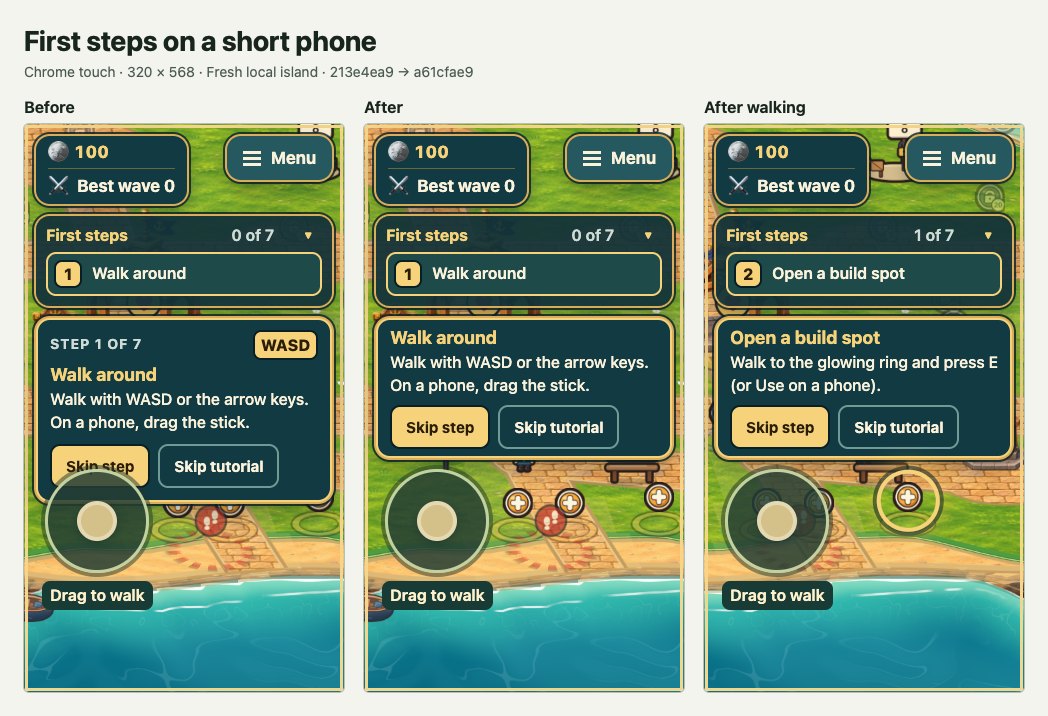 First steps on a short phone
Chrome touch · 320 × 568 · Fresh local island · 213e4ea9 → a61cfae9
Before
100
Best wave 0
Menu
First steps 0 of 7 ▼
1 Walk around
STEP 1 OF 7 WASD
Walk around
Walk with WASD or the arrow keys.
On a phone, drag the stick.
Skip step Skip tutorial
Drag to walk
After
100
Best wave 0
Menu
First steps 0 of 7 ▼
1 Walk around
Walk around
Walk with WASD or the arrow keys.
On a phone, drag the stick.
Skip step Skip tutorial
Drag to walk
After walking
100
Best wave 0
Menu
First steps 1 of 7 ▼
2 Open a build spot
Open a build spot
Walk to the glowing ring and press E
(or Use on a phone).
Skip step Skip tutorial
Drag to walk